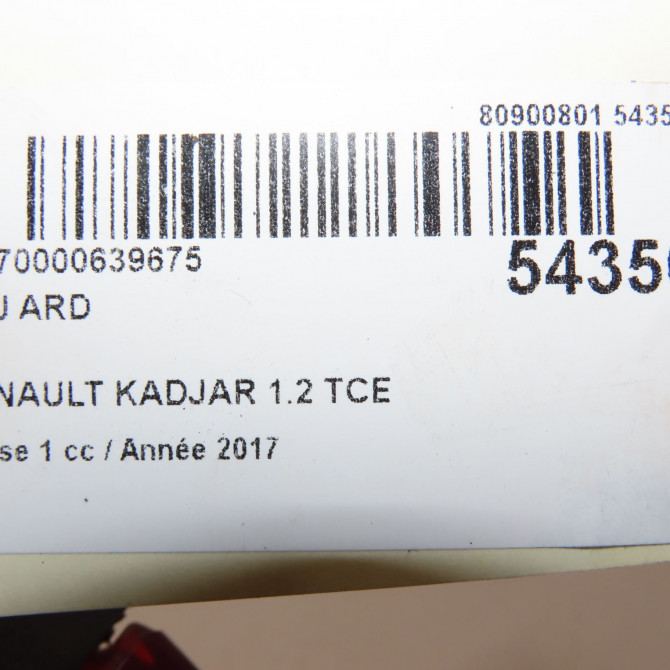 80900801 5435
70000639675
5435
J ARD
NAULT KADJAR 1.2 TCE
se 1 cc / Année 2017